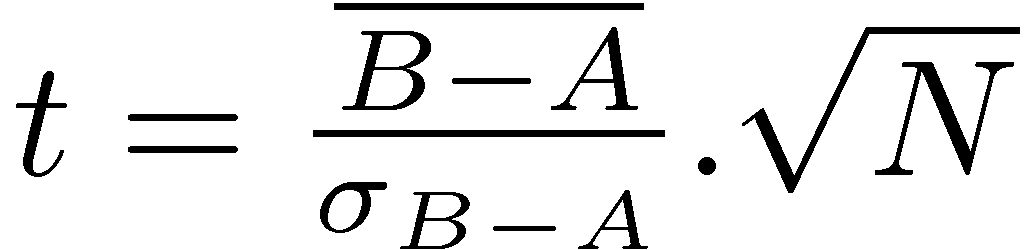 t = \frac{\overline{B - A}}{\sigma_{B - A}} . \sqrt{N}